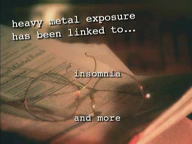 heavy metal exposure
has been linked to...
insomnia
and more